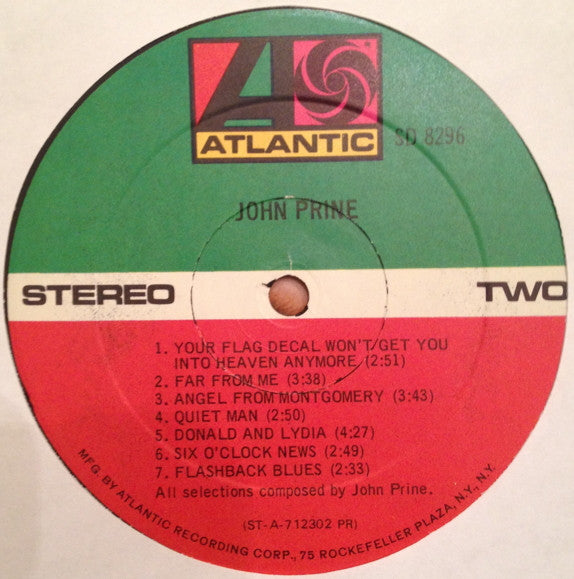 ATLANTIC
SD 8296
JOHN PRINE
STEREO
TWO
1. YOUR FLAG DECAL WON'T GET YOU
INTO HEAVEN ANYMORE (2:51)
2. FAR FROM ME (3:38)
3. ANGEL FROM MONTGOMERY (3:43)
4. QUIET MAN (2:50)
5. DONALD AND LYDIA (4:27)
6. SIX O'CLOCK NEWS (2:49)
7. FLASHBACK BLUES (2:33)
All selections composed by John Prine.
(ST-A-712302 PR)
MFG. BY ATLANTIC RECORDING CORP., 75 ROCKEFELLER PLAZA, N.Y., N.Y.